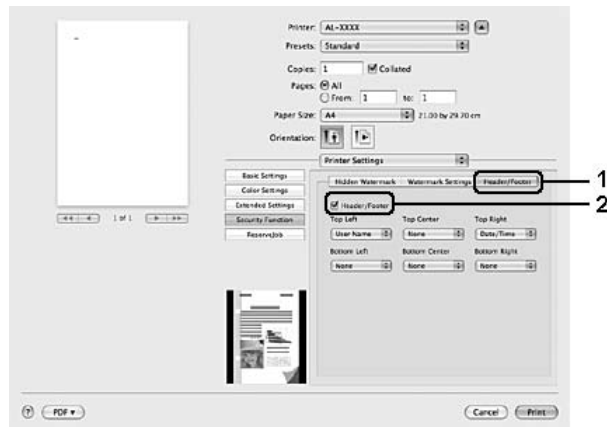 Printer: AL-XXXX
Presets: Standard
Copies: 1 Collated
Pages: All
From: 1 to: 1
Paper Size: A4 21.00 by 29.70 cm
Orientation:
Printer Settings
Basic Settings
Color Settings
Extended Settings
Security Function
ReserveJob
Hidden Watermark Watermark Settings Header/Footer 1
Header/Footer 2
Top Left Top Center Top Right
User Name None Date/Time
Bottom Left Bottom Center Bottom Right
None None None
1 of 1
? PDF Cancel Print